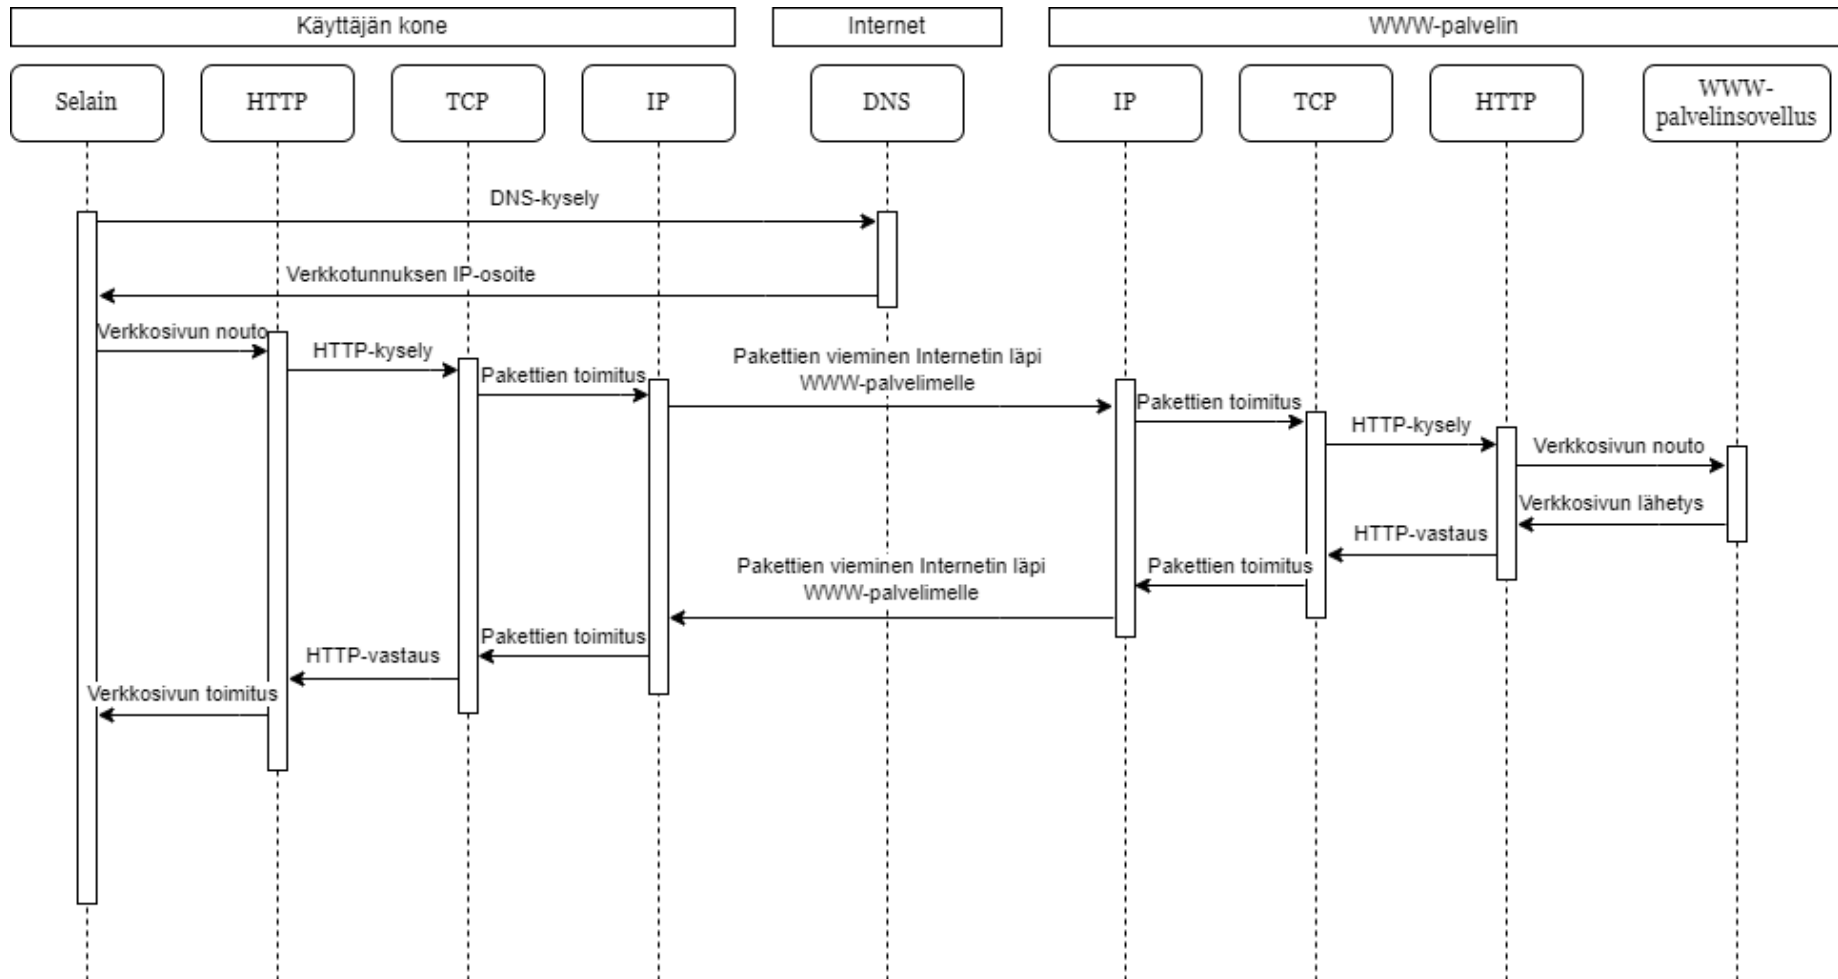 Käyttäjän kone
Internet
WWW-palvelin
Selain
HTTP
TCP
IP
DNS
IP
TCP
HTTP
WWW-
palvelinsovellus
DNS-kysely
Verkkotunnuksen IP-osoite
Verkkosivun nouto
HTTP-kysely
Pakettien toimitus
Pakettien vieminen Internetin läpi
WWW-palvelimelle
Pakettien toimitus
HTTP-kysely
Verkkosivun nouto
Verkkosivun lähetys
HTTP-vastaus
Pakettien toimitus
Pakettien vieminen Internetin läpi
WWW-palvelimelle
Pakettien toimitus
HTTP-vastaus
Verkkosivun toimitus